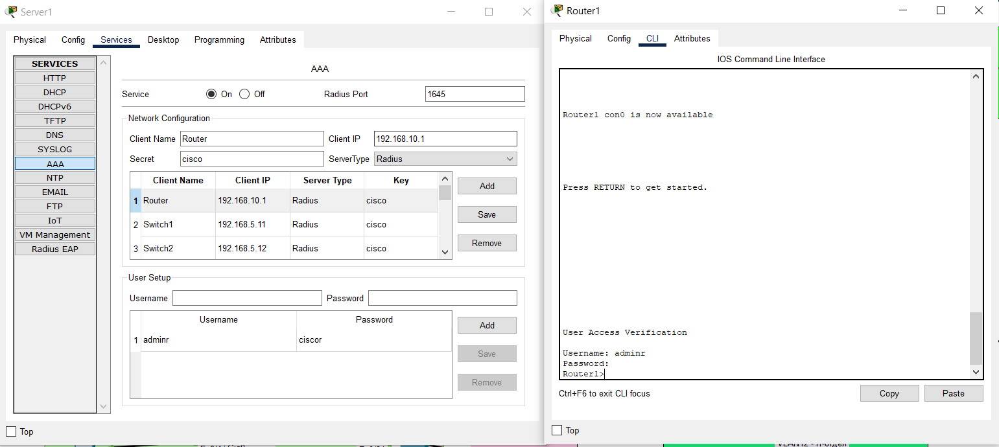 Server1
Physical Config Services Desktop Programming Attributes
SERVICES
HTTP
DHCP
DHCPv6
TFTP
DNS
SYSLOG
AAA
NTP
EMAIL
FTP
IoT
VM Management
Radius EAP
AAA
Service On Off Radius Port 1645
Network Configuration
Client Name Router Client IP 192.168.10.1
Secret cisco ServerType Radius
Client Name Client IP Server Type Key
1 Router 192.168.10.1 Radius cisco
2 Switch1 192.168.5.11 Radius cisco
3 Switch2 192.168.5.12 Radius cisco
Add
Save
Remove
User Setup
Username Password
Username Password
1 adminr ciscor
Add
Save
Remove
Top
Router1
Physical Config CLI Attributes
IOS Command Line Interface
Router1 con0 is now available
Press RETURN to get started.
User Access Verification
Username: adminr
Password:
Router1>
Ctrl+F6 to exit CLI focus
Copy Paste
Top